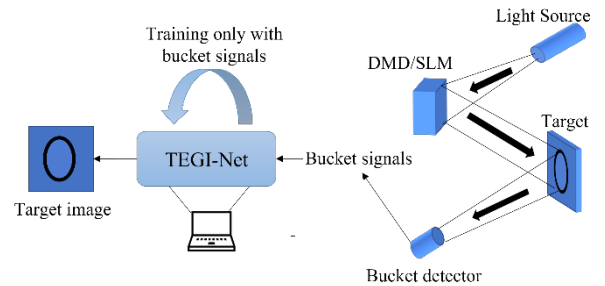 Training only with
bucket signals
Light Source
DMD/SLM
Target
TEGI-Net
Bucket signals
Target image
Bucket detector